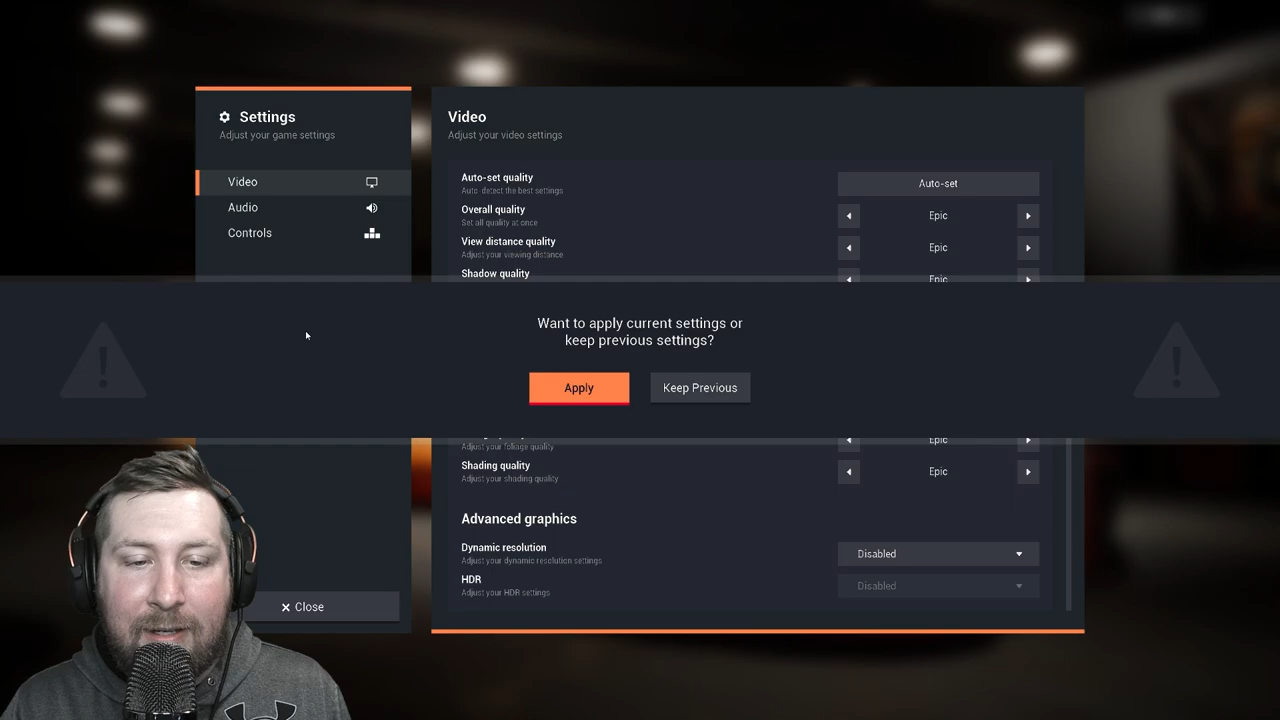 Settings
Adjust your game settings
Video
Audio
Controls
Close
Video
Adjust your video settings
Auto-set quality
Auto-detect the best settings
Auto-set
Overall quality
Set all quality at once
Epic
View distance quality
Adjust your viewing distance
Epic
Shadow quality
Epic
Want to apply current settings or
keep previous settings?
Apply
Keep Previous
Adjust your foliage quality
Epic
Shading quality
Adjust your shading quality
Epic
Advanced graphics
Dynamic resolution
Adjust your dynamic resolution settings
Disabled
HDR
Adjust your HDR settings
Disabled